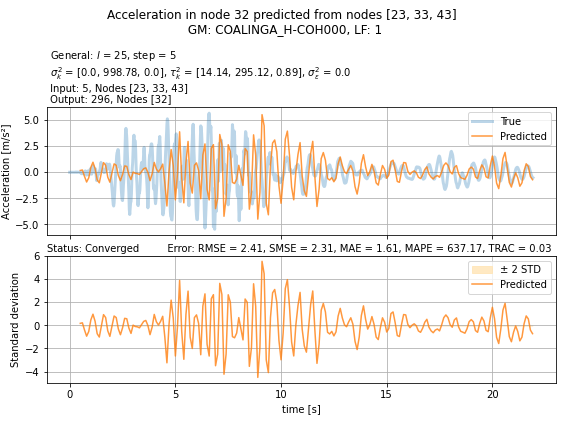 Acceleration in node 32 predicted from nodes [23, 33, 43]
GM: COALINGA_H-COH000, LF: 1
General: l = 25, step = 5
σ²ₖ = [0.0, 998.78, 0.0], τ²ₖ = [14.14, 295.12, 0.89], σ²ε = 0.0
Input: 5, Nodes [23, 33, 43]
Output: 296, Nodes [32]
Acceleration [m/s²]
5.0
2.5
0.0
−2.5
−5.0
True
Predicted
Status: Converged Error: RMSE = 2.41, SMSE = 2.31, MAE = 1.61, MAPE = 637.17, TRAC = 0.03
Standard deviation
6
4
2
0
−2
−4
± 2 STD
Predicted
0 5 10 15 20
time [s]